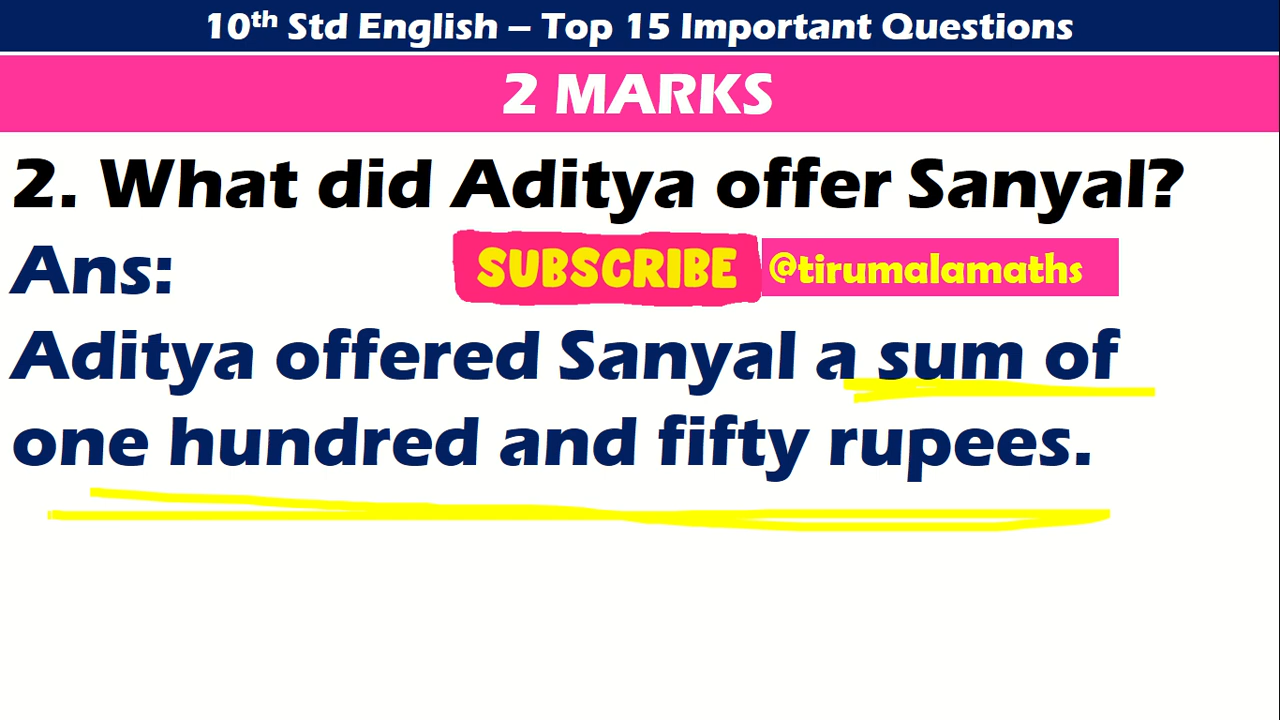 10th Std English – Top 15 Important Questions
2 MARKS
2. What did Aditya offer Sanyal?
Ans:
SUBSCRIBE @tirumalamaths
Aditya offered Sanyal a sum of
one hundred and fifty rupees.